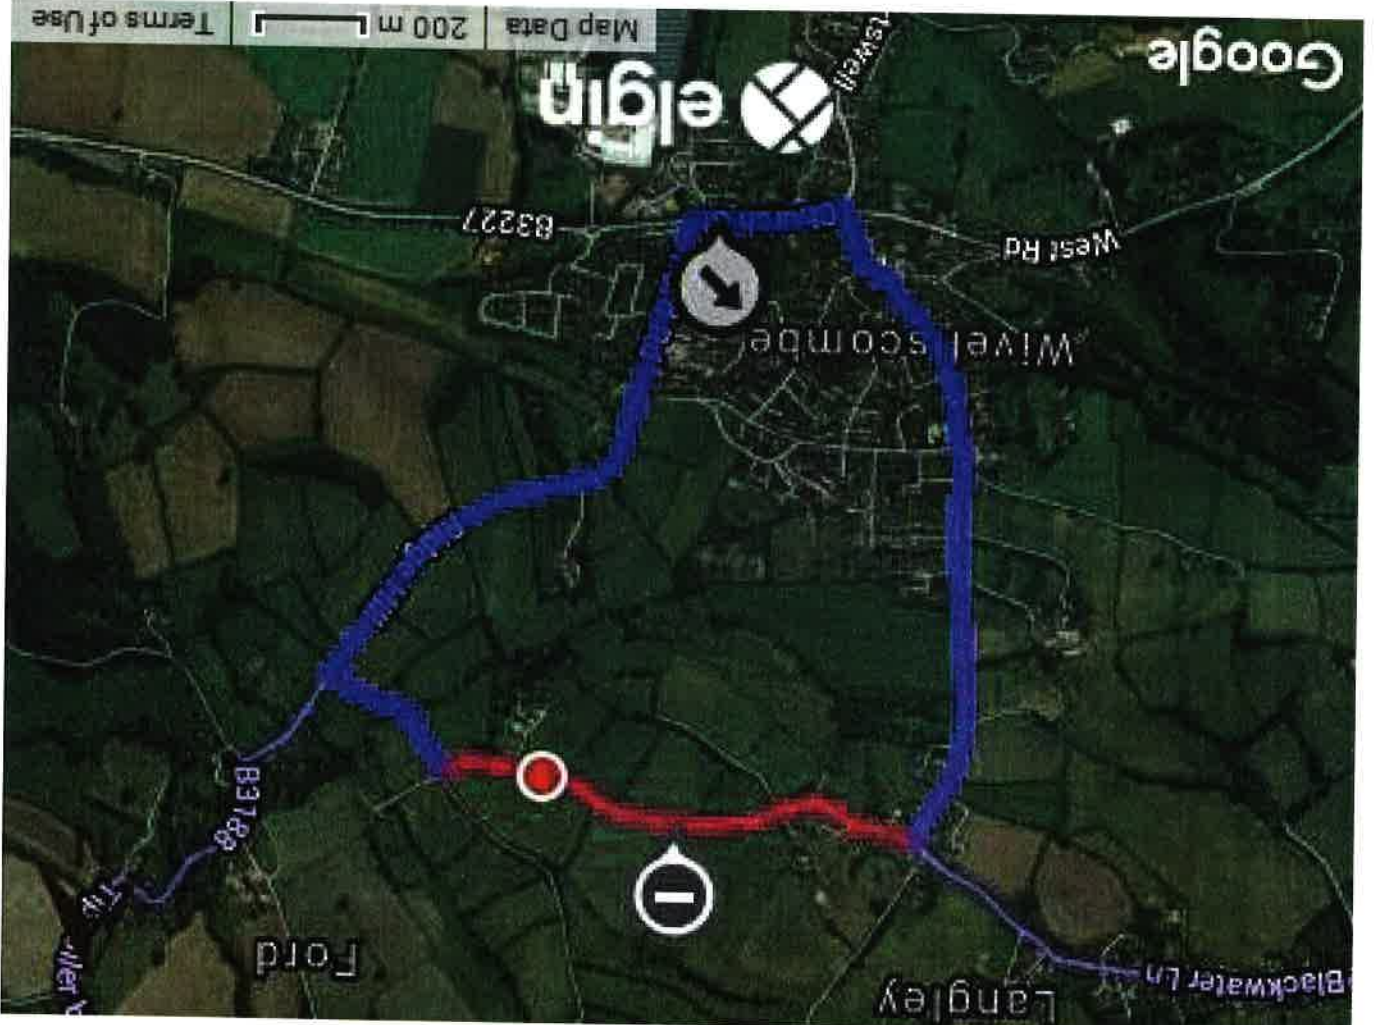 Langley
Blackwater Ln
Ford
B3188
Wiveliscombe
West Rd
B3227
Google
elgin
Map Data
200 m
Terms of Use